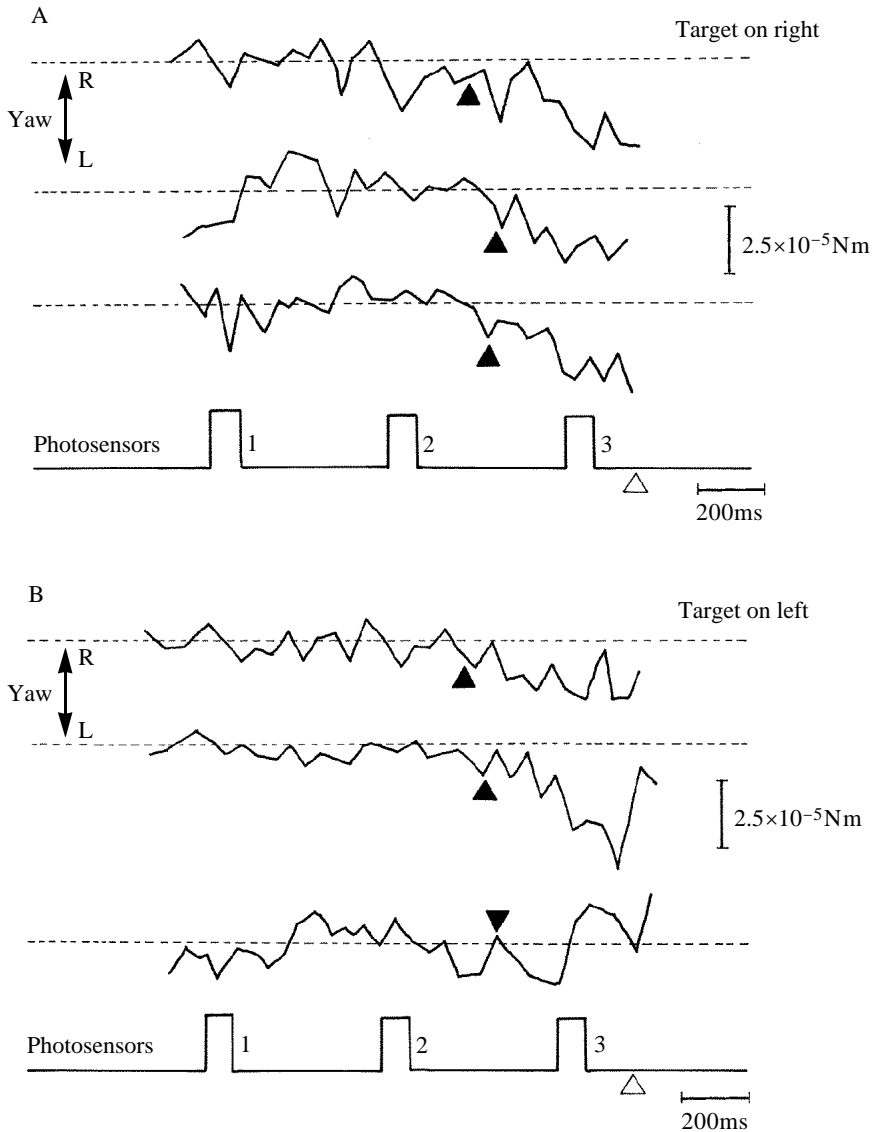 A
Target on right
R
Yaw
L
2.5×10⁻⁵Nm
Photosensors 1 2 3
200ms
B
Target on left
R
Yaw
L
2.5×10⁻⁵Nm
Photosensors 1 2 3
200ms